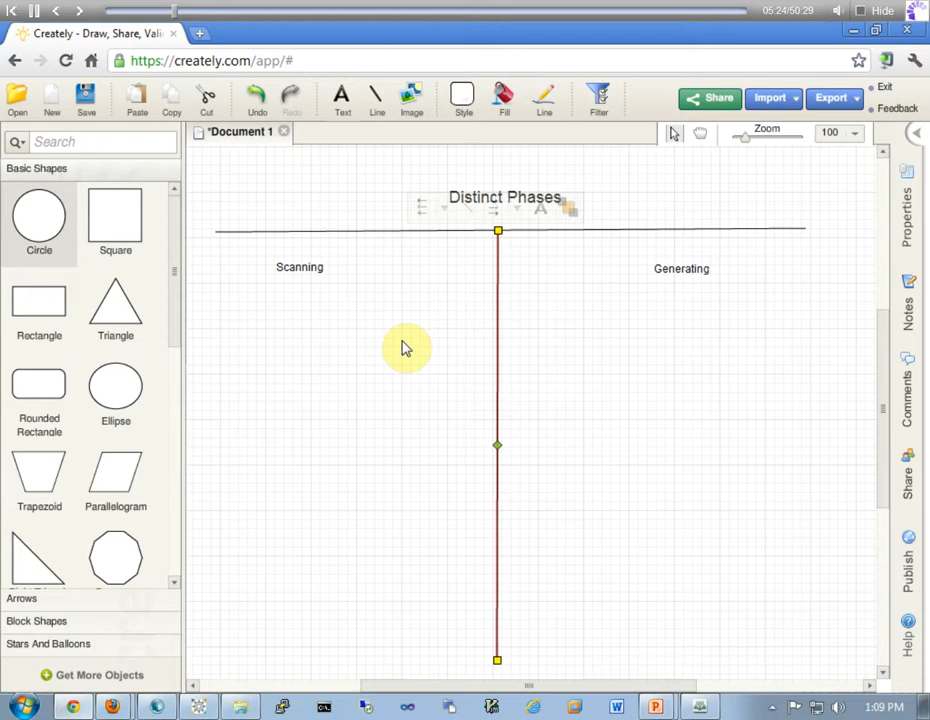 05:24/50:29
Hide
Creately - Draw, Share, Vali
https://creately.com/app/#
Open
New
Save
Paste
Copy
Cut
Undo
Redo
Text
Line
Image
Style
Fill
Line
Filter
Share
Import
Export
Exit
Feedback
Search
*Document 1
Zoom
100
Basic Shapes
Circle
Square
Rectangle
Triangle
Rounded
Rectangle
Ellipse
Trapezoid
Parallelogram
Arrows
Block Shapes
Stars And Balloons
Get More Objects
Distinct Phases
Scanning
Generating
Properties
Notes
Comments
Share
Publish
Help
1:09 PM